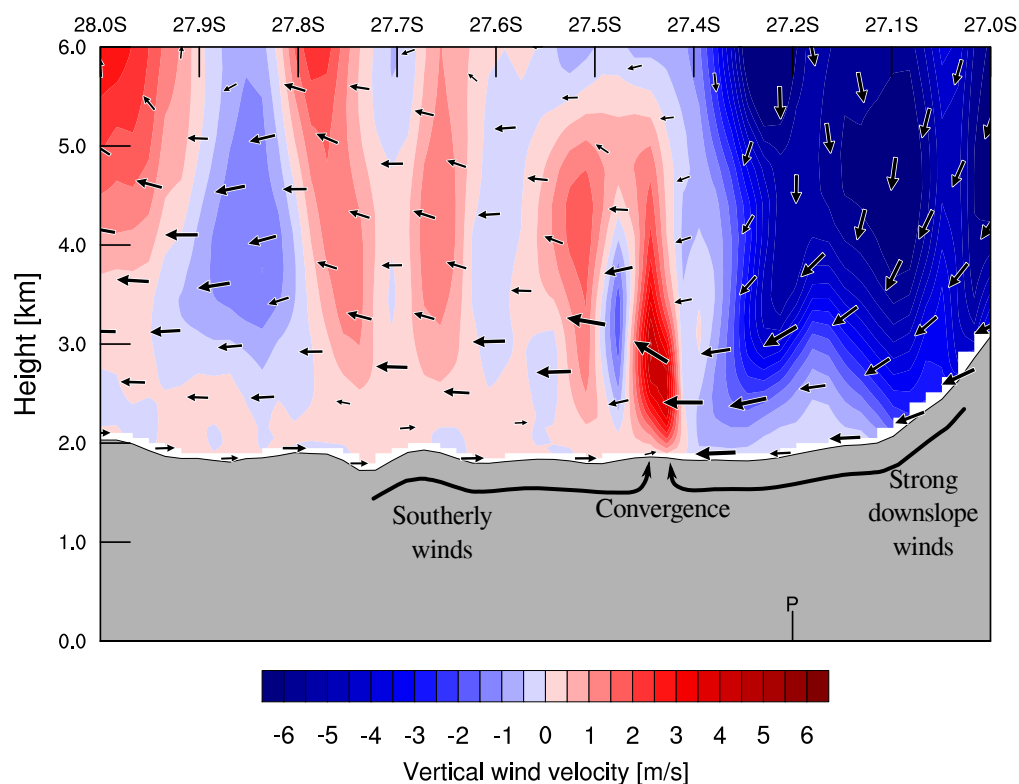 28.0S 27.9S 27.8S 27.7S 27.6S 27.5S 27.4S 27.2S 27.1S 27.0S
6.0
5.0
4.0
3.0
2.0
1.0
0.0
Height [km]
Southerly
winds
Convergence
Strong
downslope
winds
P
-6 -5 -4 -3 -2 -1 0 1 2 3 4 5 6
Vertical wind velocity [m/s]